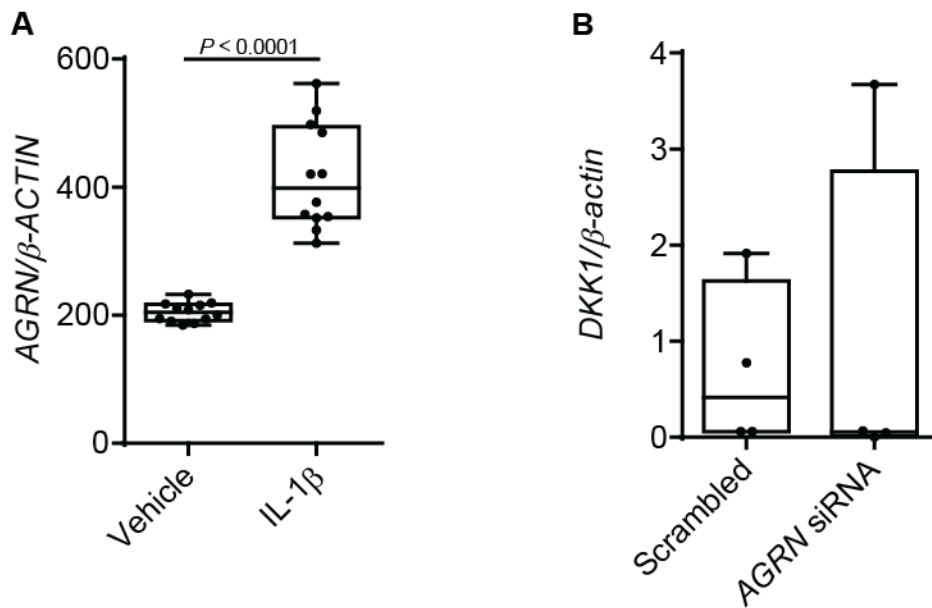 A
AGRN/β-ACTIN
600
400
200
0
P < 0.0001
Vehicle
IL-1β
B
DKK1/β-actin
4
3
2
1
0
Scrambled
AGRN siRNA